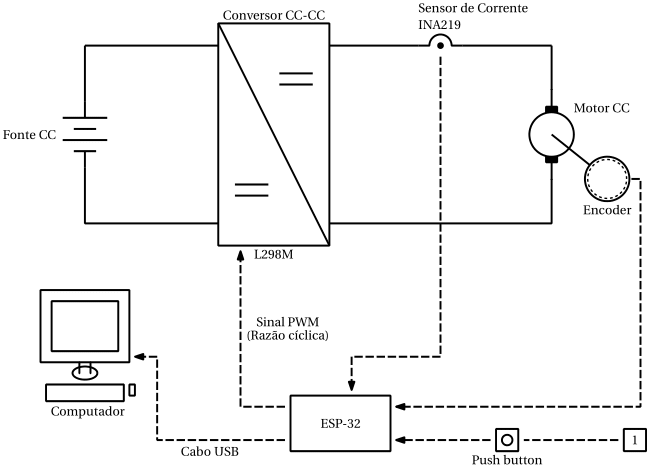 Sensor de Corrente
INA219
Conversor CC-CC
Motor CC
Fonte CC
Encoder
L298M
Sinal PWM
(Razão cíclica)
Computador
ESP-32
1
Cabo USB
Push button